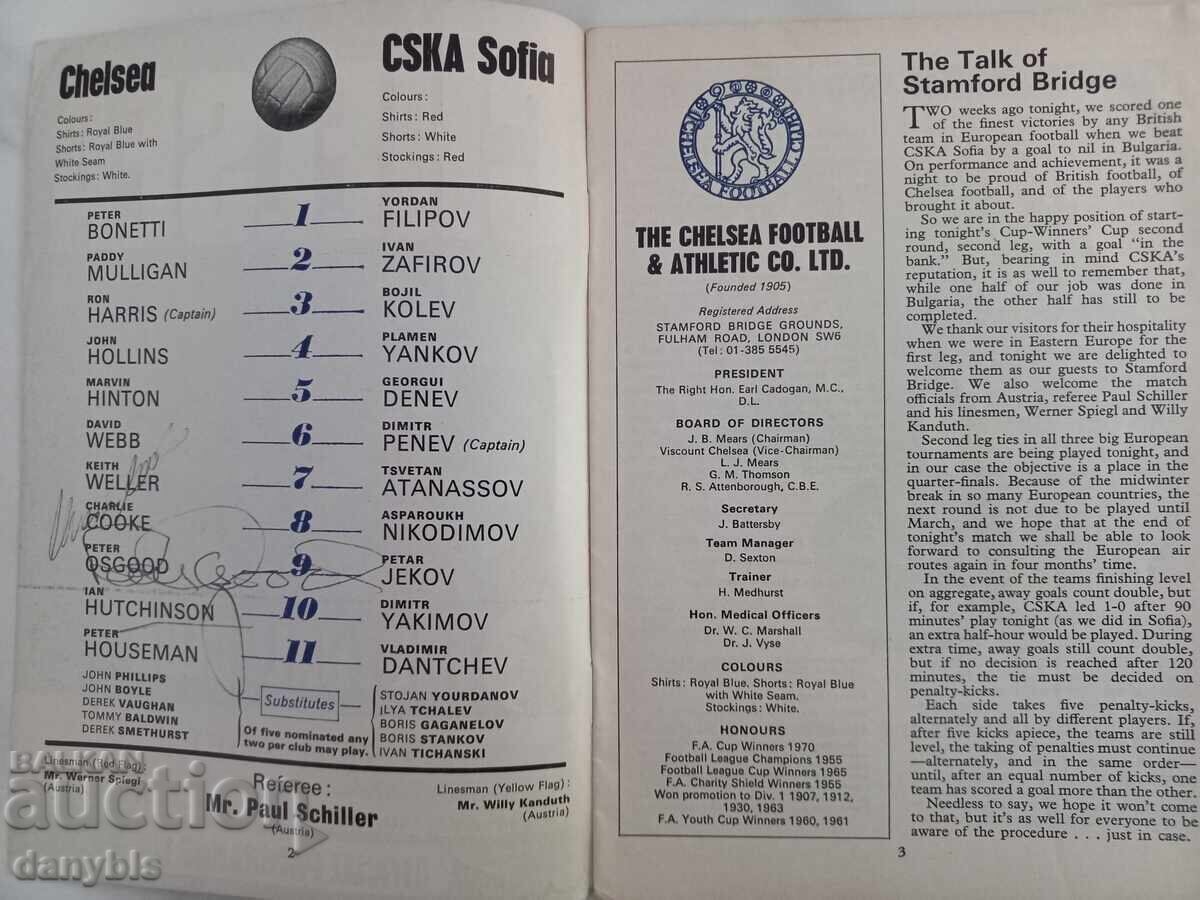 Chelsea
Colours:
Shirts: Royal Blue
Shorts: Royal Blue with
White Seam
Stockings: White.
CSKA Sofia
Colours:
Shirts: Red
Shorts: White
Stockings: Red
PETER BONETTI 1 YORDAN FILIPOV
PADDY MULLIGAN 2 IVAN ZAFIROV
RON HARRIS (Captain) 3 BOJIL KOLEV
JOHN HOLLINS 4 PLAMEN YANKOV
MARVIN HINTON 5 GEORGUI DENEV
DAVID WEBB 6 DIMITR PENEV (Captain)
KEITH WELLER 7 TSVETAN ATANASSOV
CHARLIE COOKE 8 ASPAROUKH NIKODIMOV
PETER OSGOOD 9 PETAR JEKOV
IAN HUTCHINSON 10 DIMITR YAKIMOV
PETER HOUSEMAN 11 VLADIMIR DANTCHEV
JOHN PHILLIPS
JOHN BOYLE
DEREK VAUGHAN
TOMMY BALDWIN
DEREK SMETHURST
Substitutes
Of five nominated any
two per club may play.
STOJAN YOURDANOV
ILYA TCHALEV
BORIS GAGANELOV
BORIS STANKOV
IVAN TICHANSKI
Linesman (Red Flag):
Mr. Werner Spiegl
(Austria)
Referee:
Mr. Paul Schiller
(Austria)
Linesman (Yellow Flag):
Mr. Willy Kanduth
(Austria)
2
CHELSEA FOOTBALL CLUB
THE CHELSEA FOOTBALL
& ATHLETIC CO. LTD.
(Founded 1905)
Registered Address
STAMFORD BRIDGE GROUNDS,
FULHAM ROAD, LONDON SW6
(Tel: 01-385 5545)
PRESIDENT
The Right Hon. Earl Cadogan, M.C.,
D.L.
BOARD OF DIRECTORS
J. B. Mears (Chairman)
Viscount Chelsea (Vice-Chairman)
L. J. Mears
G. M. Thomson
R. S. Attenborough, C.B.E.
Secretary
J. Battersby
Team Manager
D. Sexton
Trainer
H. Medhurst
Hon. Medical Officers
Dr. W. C. Marshall
Dr. J. Vyse
COLOURS
Shirts: Royal Blue. Shorts: Royal Blue
with White Seam.
Stockings: White.
HONOURS
F.A. Cup Winners 1970
Football League Champions 1955
Football League Cup Winners 1965
F.A. Charity Shield Winners 1955
Won promotion to Div. 1 1907, 1912,
1930, 1963
F.A. Youth Cup Winners 1960, 1961
The Talk of
Stamford Bridge
TWO weeks ago tonight, we scored one
of the finest victories by any British
team in European football when we beat
CSKA Sofia by a goal to nil in Bulgaria.
On performance and achievement, it was a
night to be proud of British football, of
Chelsea football, and of the players who
brought it about.
So we are in the happy position of start-
ing tonight's Cup-Winners' Cup second
round, second leg, with a goal "in the
bank." But, bearing in mind CSKA's
reputation, it is as well to remember that,
while one half of our job was done in
Bulgaria, the other half has still to be
completed.
We thank our visitors for their hospitality
when we were in Eastern Europe for the
first leg, and tonight we are delighted to
welcome them as our guests to Stamford
Bridge. We also welcome the match
officials from Austria, referee Paul Schiller
and his linesmen, Werner Spiegl and Willy
Kanduth.
Second leg ties in all three big European
tournaments are being played tonight, and
in our case the objective is a place in the
quarter-finals. Because of the midwinter
break in so many European countries, the
next round is not due to be played until
March, and we hope that at the end of
tonight's match we shall be able to look
forward to consulting the European air
routes again in four months' time.
In the event of the teams finishing level
on aggregate, away goals count double, but
if, for example, CSKA led 1-0 after 90
minutes' play tonight (as we did in Sofia),
an extra half-hour would be played. During
extra time, away goals still count double,
but if no decision is reached after 120
minutes, the tie must be decided on
penalty-kicks.
Each side takes five penalty-kicks,
alternately and all by different players. If,
after five kicks apiece, the teams are still
level, the taking of penalties must continue
—alternately, and in the same order—
until, after an equal number of kicks, one
team has scored a goal more than the other.
Needless to say, we hope it won't come
to that, but it's as well for everyone to be
aware of the procedure . . . just in case.
3
BALKAN
auction
danybls